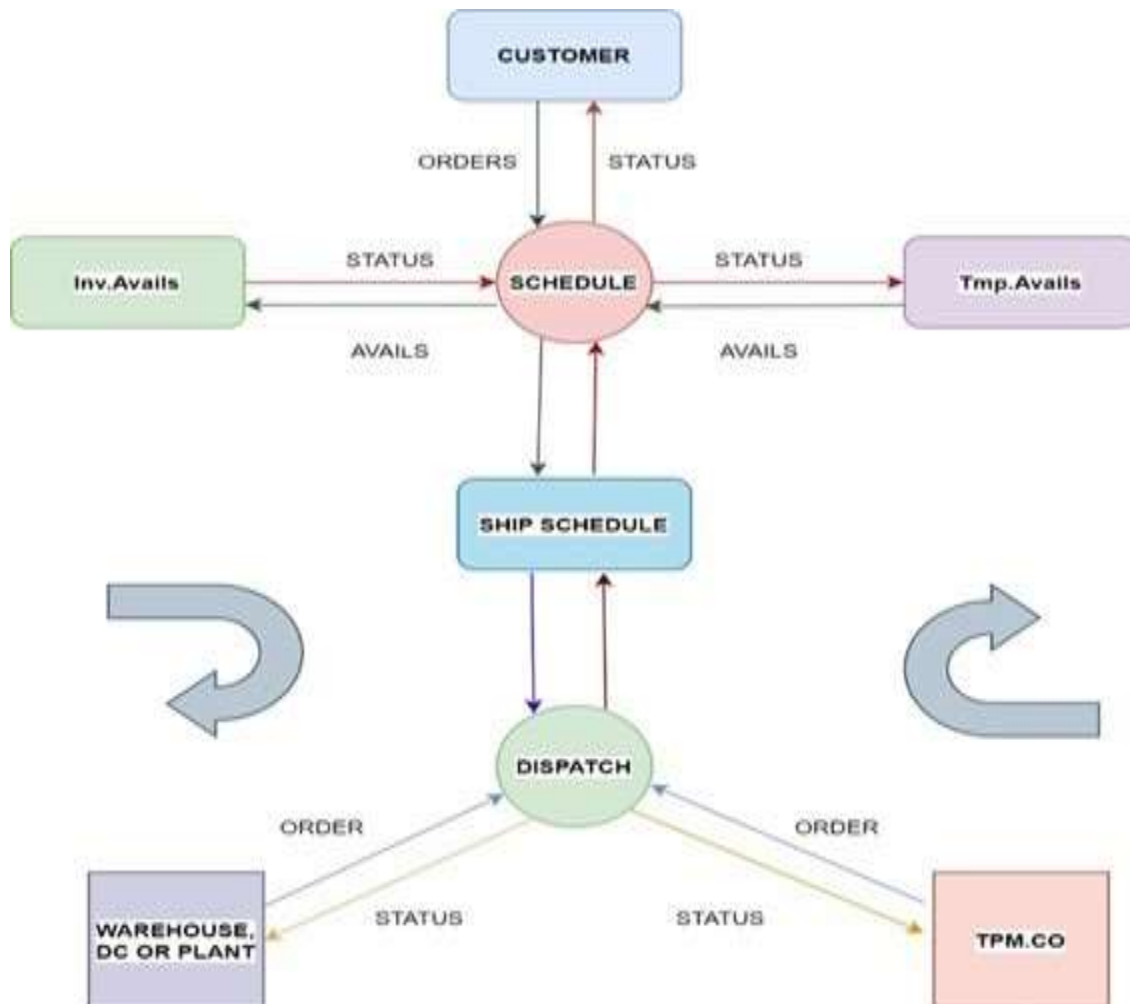 CUSTOMER
ORDERS
STATUS
Inv.Avails
STATUS
SCHEDULE
STATUS
Tmp.Avails
AVAILS
AVAILS
SHIP SCHEDULE
DISPATCH
ORDER
ORDER
WAREHOUSE,
DC OR PLANT
STATUS
STATUS
TPM.CO